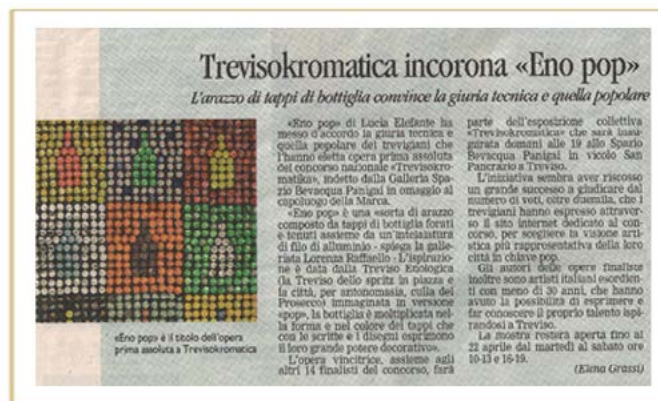 Trevisokromatica incorona «Eno pop»
L'arazzo di tappi di bottiglia convince la giuria tecnica e quella popolare
«Eno pop» di Lucia Elefante ha
messo d'accordo la giuria tecnica e
quella popolare dei trevigiani che
l'hanno eletta opera prima assoluta
del concorso nazionale «Trevisokro-
matika», indetto dalla Galleria Spa-
zio Bevacqua Panigai in omaggio al
capoluogo della Marca.
«Eno pop» è una «sorta di arazzo
composto da tappi di bottiglia forati
e tenuti assieme da un'intelaiatura
di filo di alluminio - spiega la galle-
rista Lorenza Raffaello - L'ispirazio-
ne è data dalla Treviso Enologica
(la Treviso dello spritz in piazza e
la città, per antonomasia, culla del
Prosecco) immaginata in versione
«pop», la bottiglia è moltiplicata nel-
la forma e nel colore dei tappi che
con le scritte e i disegni esprimono
il loro grande potere decorativo».
L'opera vincitrice, assieme agli
altri 14 finalisti del concorso, farà
parte dell'esposizione collettiva
«Trevisokromatica» che sarà inau-
gurata domani alle 19 allo Spazio
Bevacqua Panigai in vicolo San
Pancrazio a Treviso.
L'iniziativa sembra aver riscosso
un grande successo a giudicare dal
numero di voti, oltre duemila, che i
trevigiani hanno espresso attraver-
so il sito internet dedicato al con-
corso, per scegliere la visione arti-
stica più rappresentativa della loro
città in chiave pop.
Gli autori delle opere finaliste
inoltre sono artisti italiani esordien-
ti con meno di 30 anni, che hanno
avuto la possibilità di esprimere e
far conoscere il proprio talento ispi-
randosi a Treviso.
La mostra resterà aperta fino al
22 aprile dal martedì al sabato ore
10-13 e 16-19.
(Elena Grassi)
«Eno pop» è il titolo dell'opera
prima assoluta a Trevisokromatica